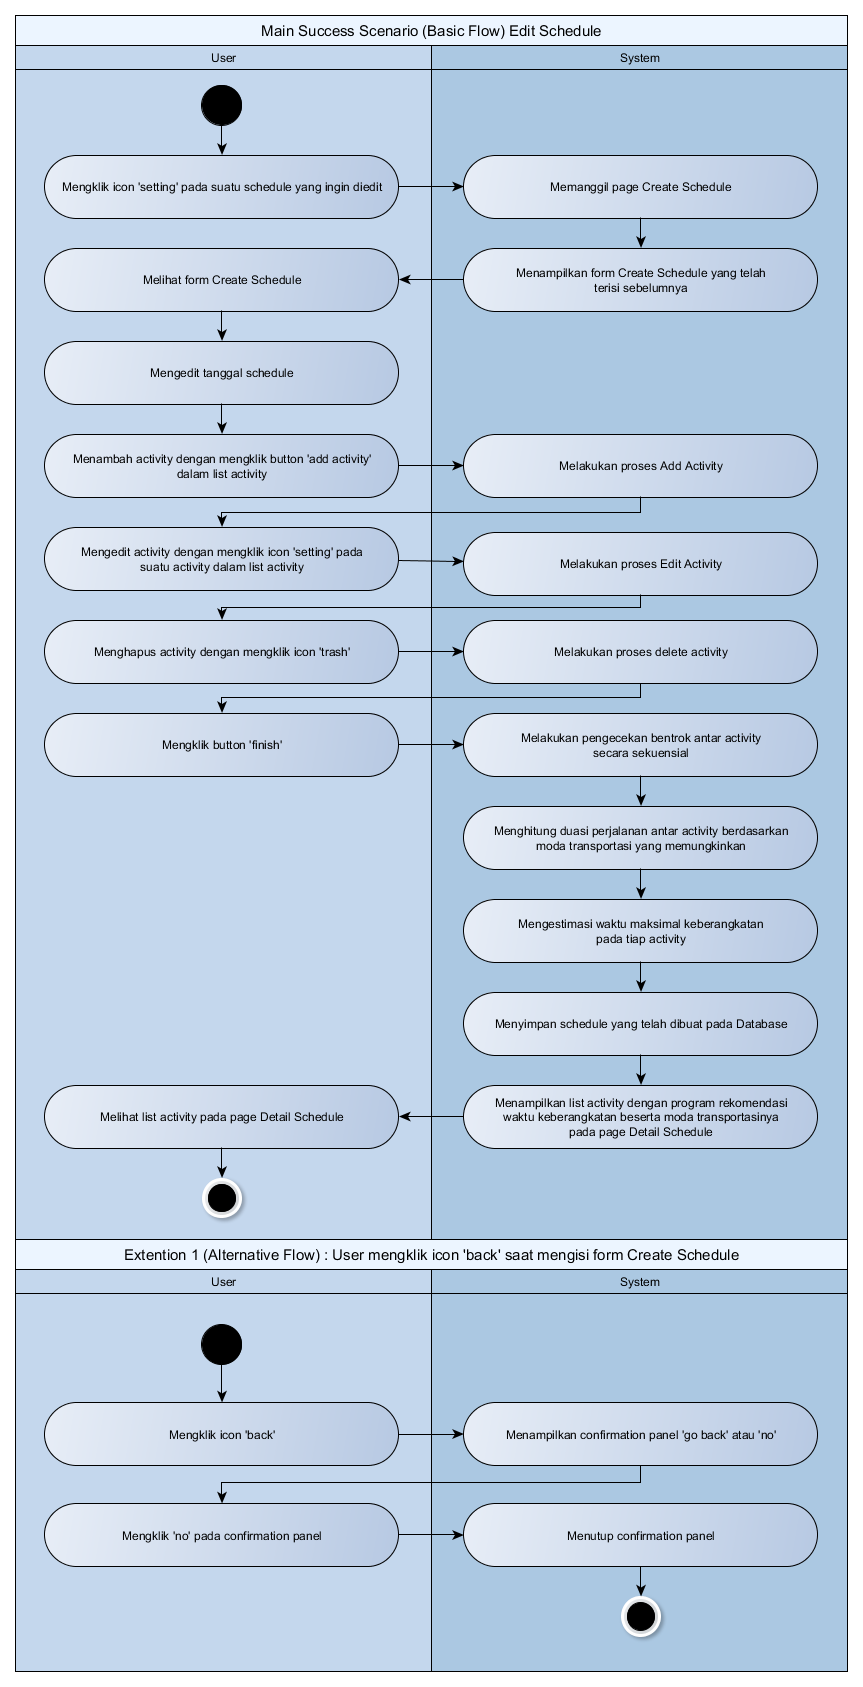 Main Success Scenario (Basic Flow) Edit Schedule
User
System
Mengklik icon 'setting' pada suatu schedule yang ingin diedit
Memanggil page Create Schedule
Melihat form Create Schedule
Menampilkan form Create Schedule yang telah
terisi sebelumnya
Mengedit tanggal schedule
Menambah activity dengan mengklik button 'add activity'
dalam list activity
Melakukan proses Add Activity
Mengedit activity dengan mengklik icon 'setting' pada
suatu activity dalam list activity
Melakukan proses Edit Activity
Menghapus activity dengan mengklik icon 'trash'
Melakukan proses delete activity
Mengklik button 'finish'
Melakukan pengecekan bentrok antar activity
secara sekuensial
Menghitung duasi perjalanan antar activity berdasarkan
moda transportasi yang memungkinkan
Mengestimasi waktu maksimal keberangkatan
pada tiap activity
Menyimpan schedule yang telah dibuat pada Database
Melihat list activity pada page Detail Schedule
Menampilkan list activity dengan program rekomendasi
waktu keberangkatan beserta moda transportasinya
pada page Detail Schedule
Extention 1 (Alternative Flow) : User mengklik icon 'back' saat mengisi form Create Schedule
User
System
Mengklik icon 'back'
Menampilkan confirmation panel 'go back' atau 'no'
Mengklik 'no' pada confirmation panel
Menutup confirmation panel